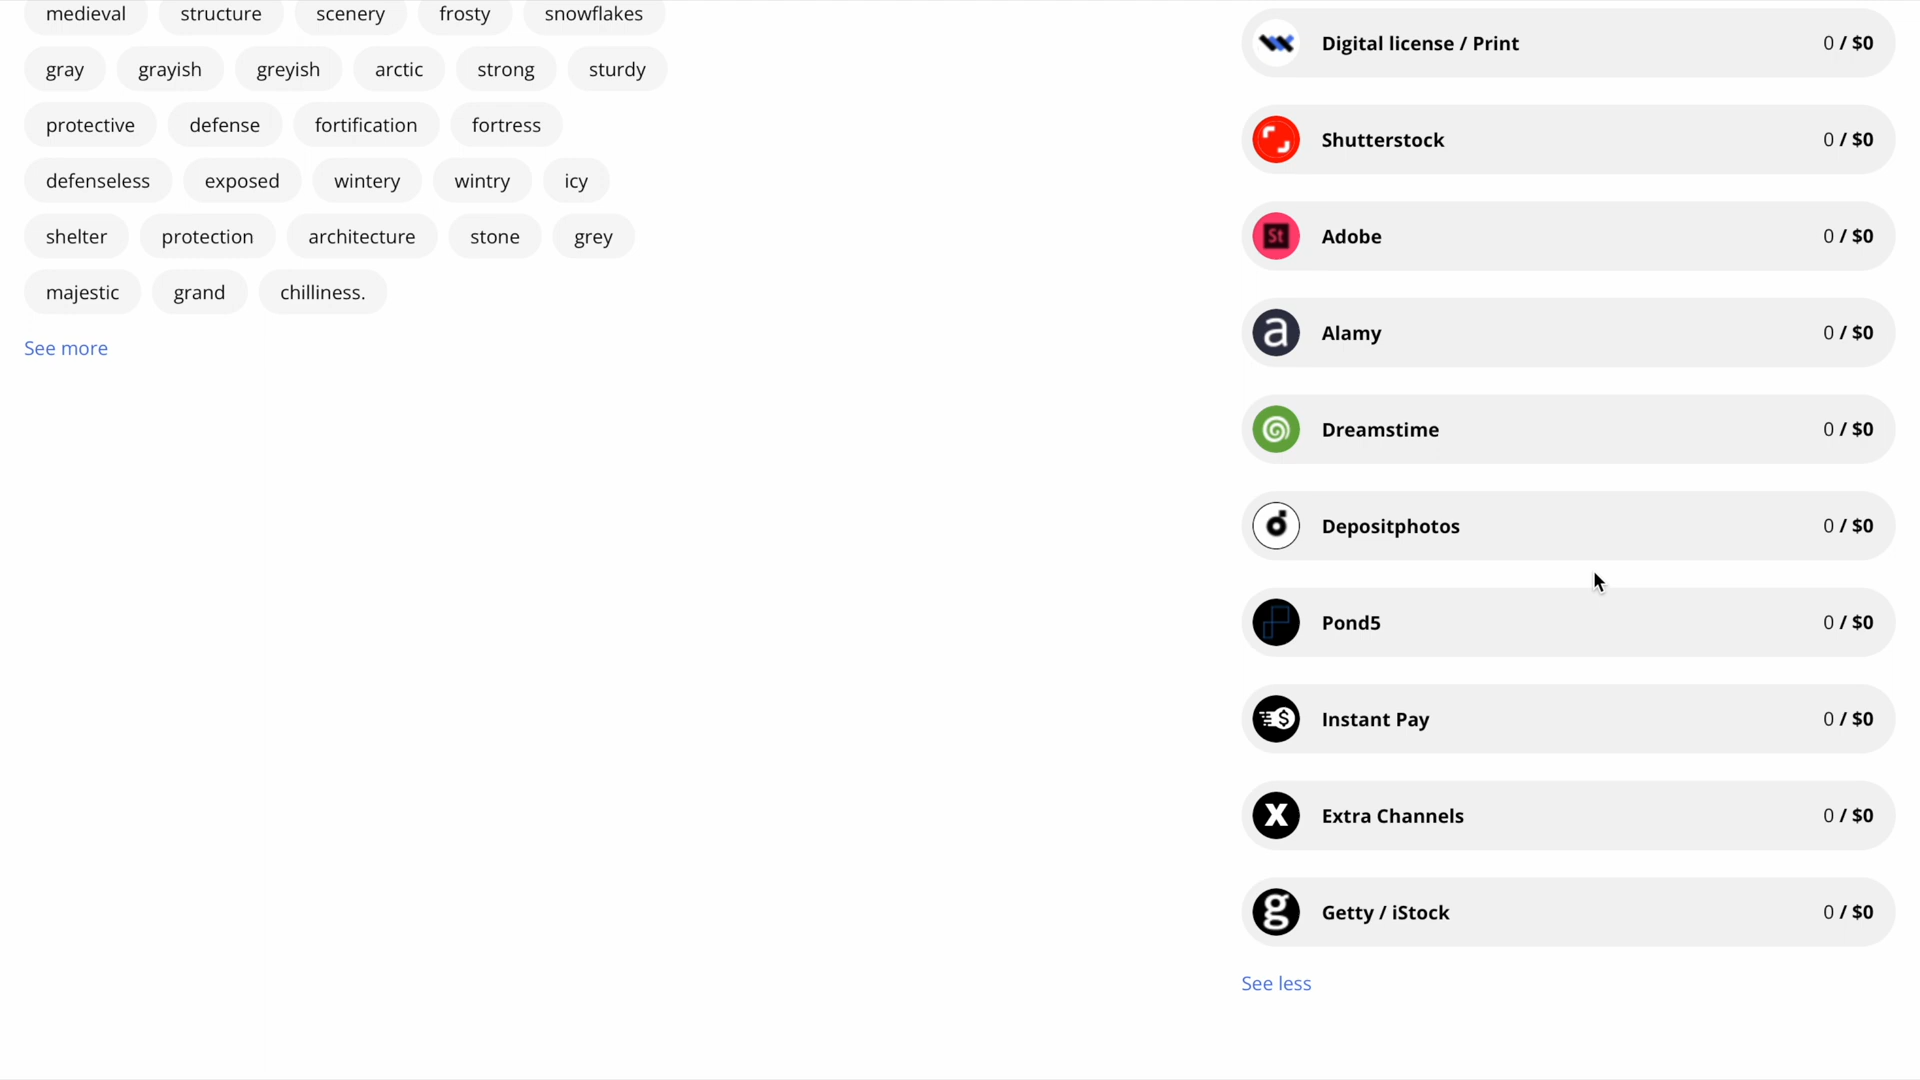 medieval structure scenery frosty snowflakes
gray grayish greyish arctic strong sturdy
protective defense fortification fortress
defenseless exposed wintery wintry icy
shelter protection architecture stone grey
majestic grand chilliness.
See more
Digital license / Print 0 / $0
Shutterstock 0 / $0
St Adobe 0 / $0
a Alamy 0 / $0
Dreamstime 0 / $0
d Depositphotos 0 / $0
Pond5 0 / $0
$ Instant Pay 0 / $0
X Extra Channels 0 / $0
g Getty / iStock 0 / $0
See less